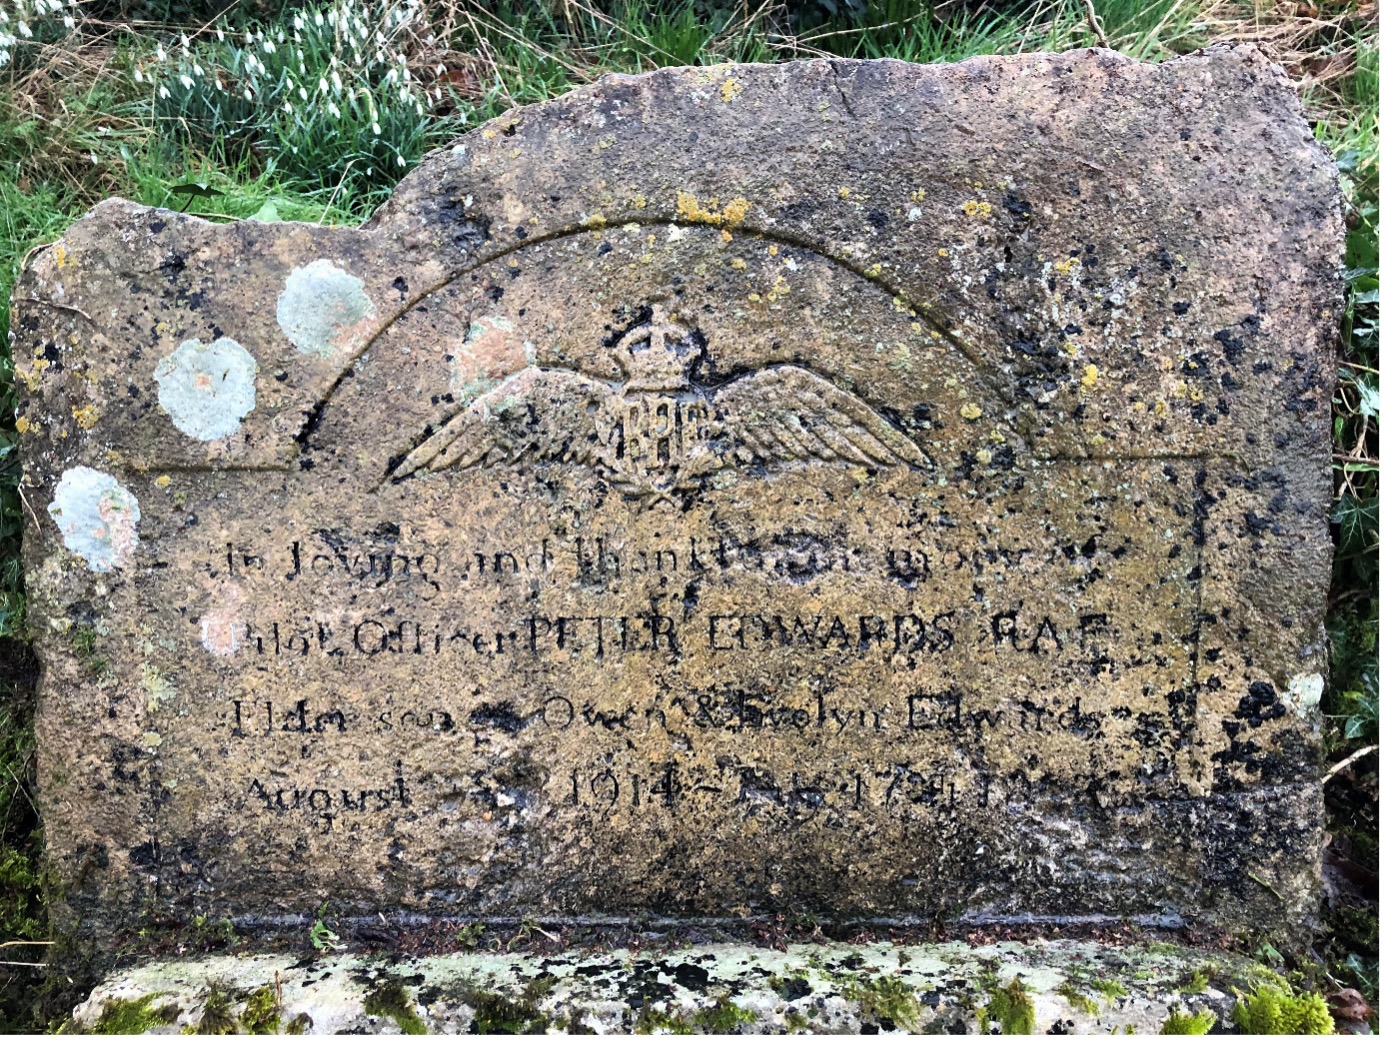 RAF
In loving and thankful memory of
Pilot Officer PETER EDWARDS RAF
Elder son of Owen & Evelyn Edwards
August 1914 -